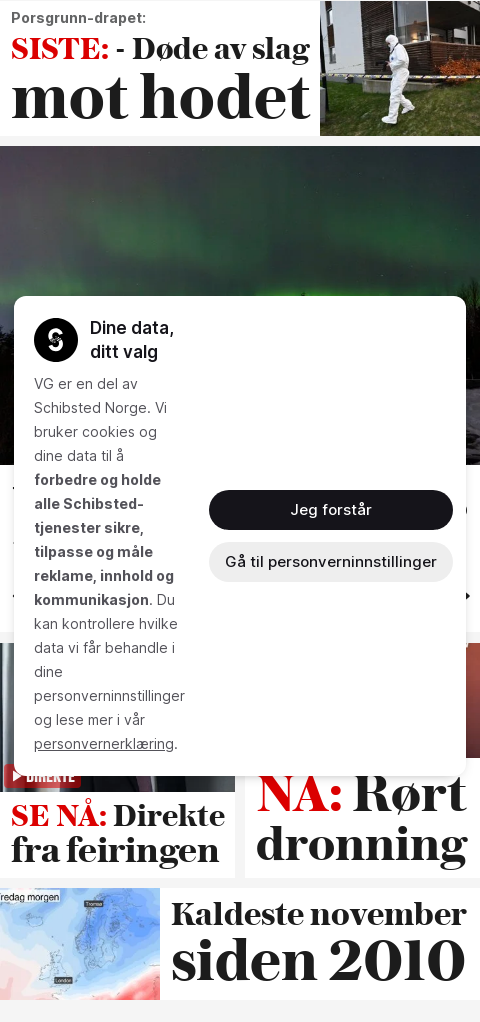 Porsgrunn-drapet:
SISTE: - Døde av slag
mot hodet
Dine data,
ditt valg
VG er en del av
Schibsted Norge. Vi
bruker cookies og
dine data til å
forbedre og holde
alle Schibsted-
tjenester sikre,
tilpasse og måle
reklame, innhold og
kommunikasjon. Du
kan kontrollere hvilke
data vi får behandle i
dine
personverninnstillinger
og lese mer i vår
personvernerklæring.
Jeg forstår
Gå til personverninnstillinger
DIREKTE
SE NÅ: Direkte
fra feiringen
NÅ: Rørt
dronning
fredag morgen
Tromsø
London
Kaldeste november
siden 2010